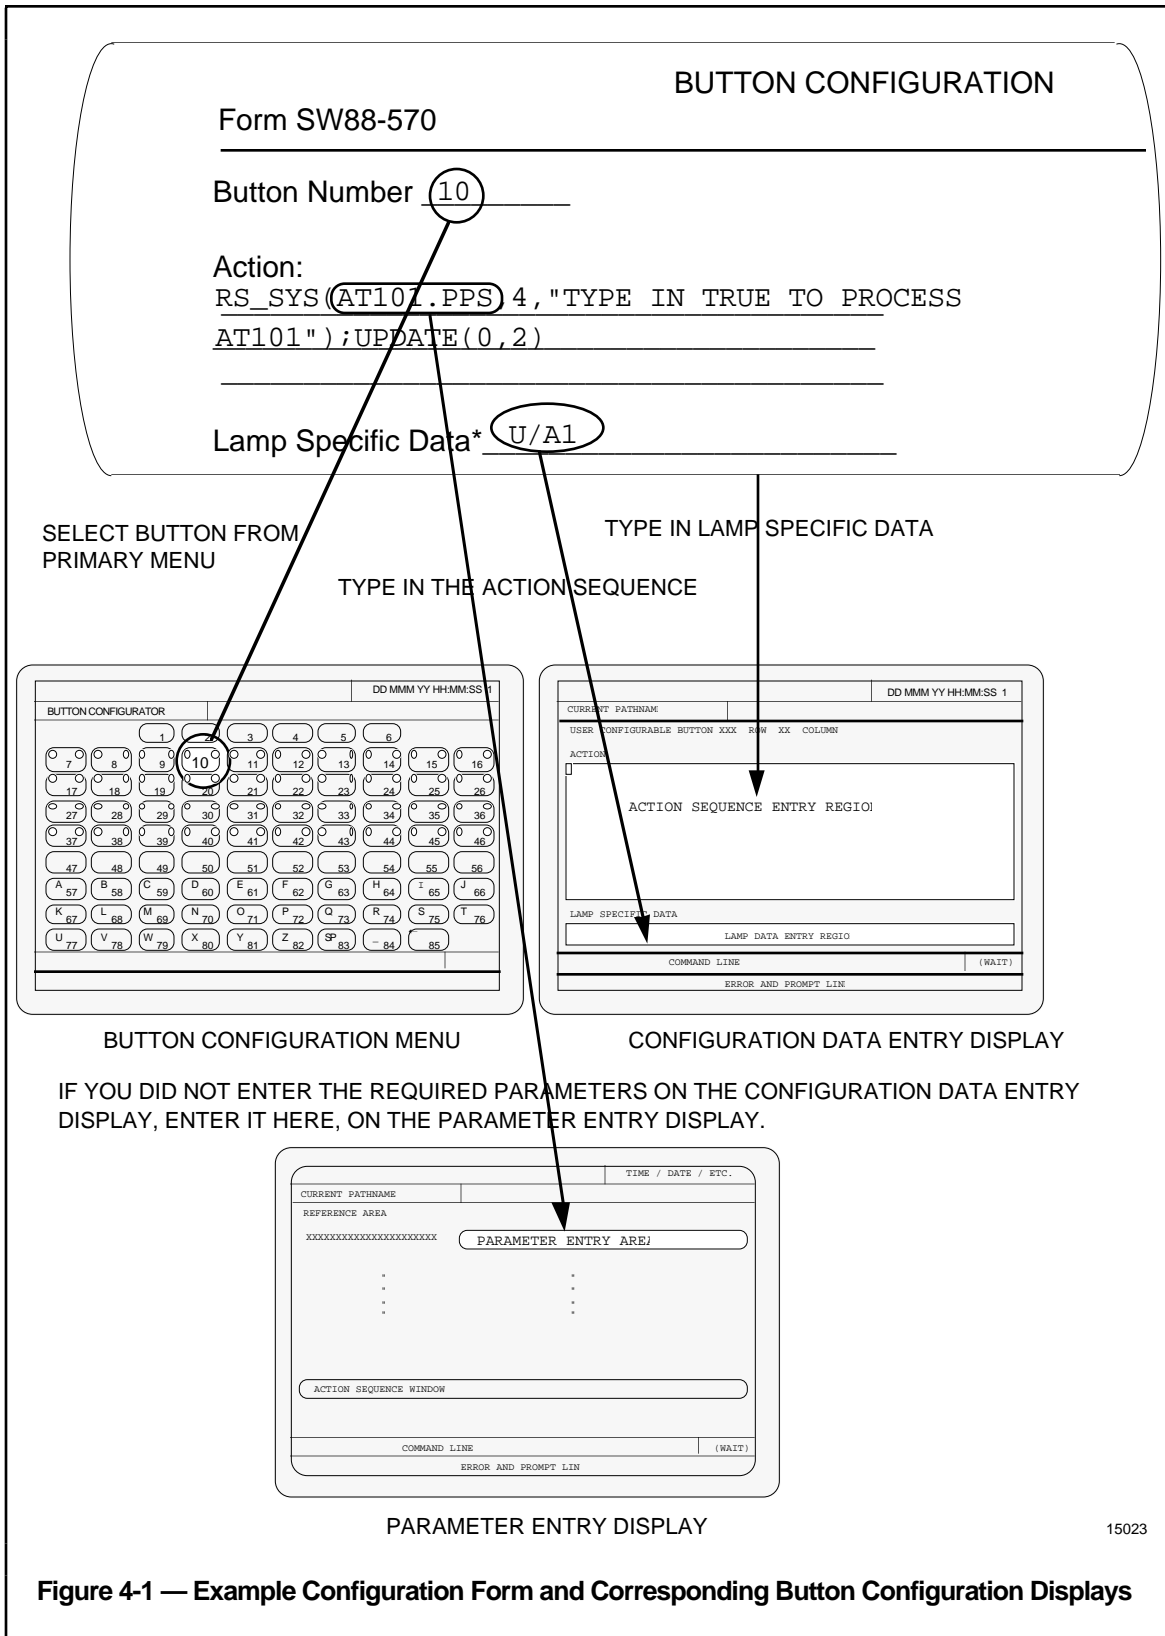 BUTTON CONFIGURATION
Form SW88-570
Button Number 10
Action:
RS_SYS(AT101.PPS,4,"TYPE IN TRUE TO PROCESS
AT101");UPDATE(0,2)
Lamp Specific Data* U/A1
SELECT BUTTON FROM
PRIMARY MENU
TYPE IN LAMP SPECIFIC DATA
TYPE IN THE ACTION SEQUENCE
DD MMM YY HH:MM:SS 1
BUTTON CONFIGURATOR
1 2 3 4 5 6
7 8 9 10 11 12 13 14 15 16
17 18 19 20 21 22 23 24 25 26
27 28 29 30 31 32 33 34 35 36
37 38 39 40 41 42 43 44 45 46
47 48 49 50 51 52 53 54 55 56
A 57 B 58 C 59 D 60 E 61 F 62 G 63 H 64 I 65 J 66
K 67 L 68 M 69 N 70 O 71 P 72 Q 73 R 74 S 75 T 76
U 77 V 78 W 79 X 80 Y 81 Z 82 SP 83 _ 84 85
BUTTON CONFIGURATION MENU
DD MMM YY HH:MM:SS 1
CURRENT PATHNAM
USER CONFIGURABLE BUTTON XXX ROW XX COLUMN
ACTION
ACTION SEQUENCE ENTRY REGIO
LAMP SPECIFIC DATA
LAMP DATA ENTRY REGIO
COMMAND LINE (WAIT)
ERROR AND PROMPT LIN
CONFIGURATION DATA ENTRY DISPLAY
IF YOU DID NOT ENTER THE REQUIRED PARAMETERS ON THE CONFIGURATION DATA ENTRY
DISPLAY, ENTER IT HERE, ON THE PARAMETER ENTRY DISPLAY.
TIME / DATE / ETC.
CURRENT PATHNAME
REFERENCE AREA
XXXXXXXXXXXXXXXXXXXXXX PARAMETER ENTRY AREA
" "
" "
" "
" "
ACTION SEQUENCE WINDOW
COMMAND LINE (WAIT)
ERROR AND PROMPT LIN
PARAMETER ENTRY DISPLAY
15023
Figure 4-1 — Example Configuration Form and Corresponding Button Configuration Displays